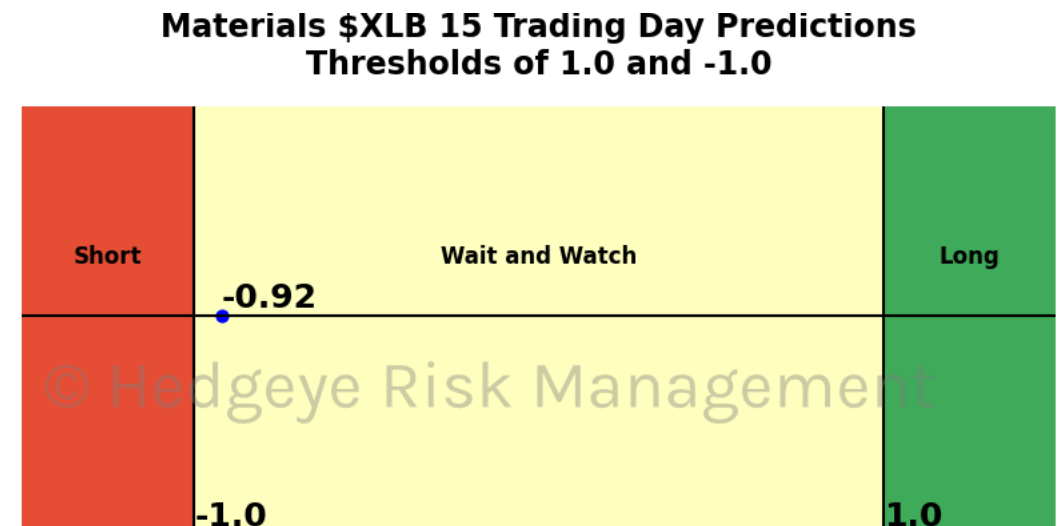 Materials $XLB 15 Trading Day Predictions
Thresholds of 1.0 and -1.0
Short
Wait and Watch
Long
-0.92
© Hedgeye Risk Management
-1.0
1.0